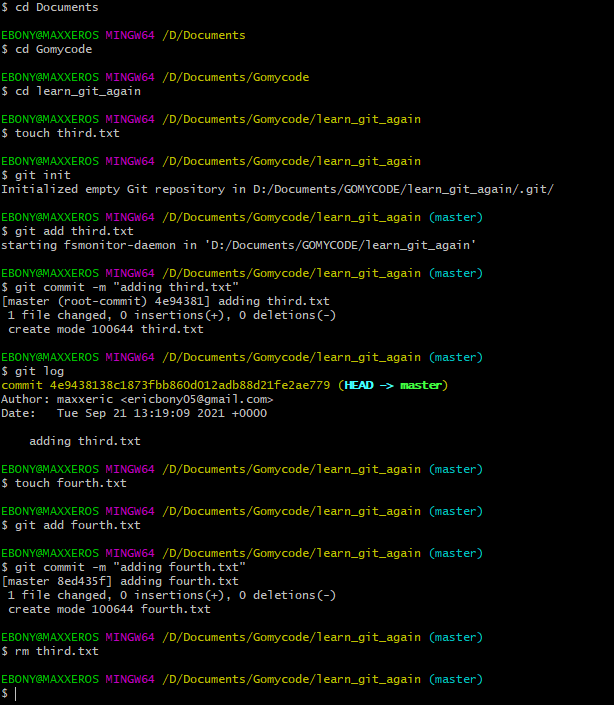 $ cd Documents
EBONY@MAXXEROS MINGW64 /D/Documents
$ cd Gomycode
EBONY@MAXXEROS MINGW64 /D/Documents/Gomycode
$ cd learn_git_again
EBONY@MAXXEROS MINGW64 /D/Documents/Gomycode/learn_git_again
$ touch third.txt
EBONY@MAXXEROS MINGW64 /D/Documents/Gomycode/learn_git_again
$ git init
Initialized empty Git repository in D:/Documents/GOMYCODE/learn_git_again/.git/
EBONY@MAXXEROS MINGW64 /D/Documents/Gomycode/learn_git_again (master)
$ git add third.txt
starting fsmonitor-daemon in 'D:/Documents/GOMYCODE/learn_git_again'
EBONY@MAXXEROS MINGW64 /D/Documents/Gomycode/learn_git_again (master)
$ git commit -m "adding third.txt"
[master (root-commit) 4e94381] adding third.txt
 1 file changed, 0 insertions(+), 0 deletions(-)
 create mode 100644 third.txt
EBONY@MAXXEROS MINGW64 /D/Documents/Gomycode/learn_git_again (master)
$ git log
commit 4e9438138c1873fbb860d012adb88d21fe2ae779 (HEAD -> master)
Author: maxxeric <ericbony05@gmail.com>
Date:   Tue Sep 21 13:19:09 2021 +0000
    adding third.txt
EBONY@MAXXEROS MINGW64 /D/Documents/Gomycode/learn_git_again (master)
$ touch fourth.txt
EBONY@MAXXEROS MINGW64 /D/Documents/Gomycode/learn_git_again (master)
$ git add fourth.txt
EBONY@MAXXEROS MINGW64 /D/Documents/Gomycode/learn_git_again (master)
$ git commit -m "adding fourth.txt"
[master 8ed435f] adding fourth.txt
 1 file changed, 0 insertions(+), 0 deletions(-)
 create mode 100644 fourth.txt
EBONY@MAXXEROS MINGW64 /D/Documents/Gomycode/learn_git_again (master)
$ rm third.txt
EBONY@MAXXEROS MINGW64 /D/Documents/Gomycode/learn_git_again (master)
$